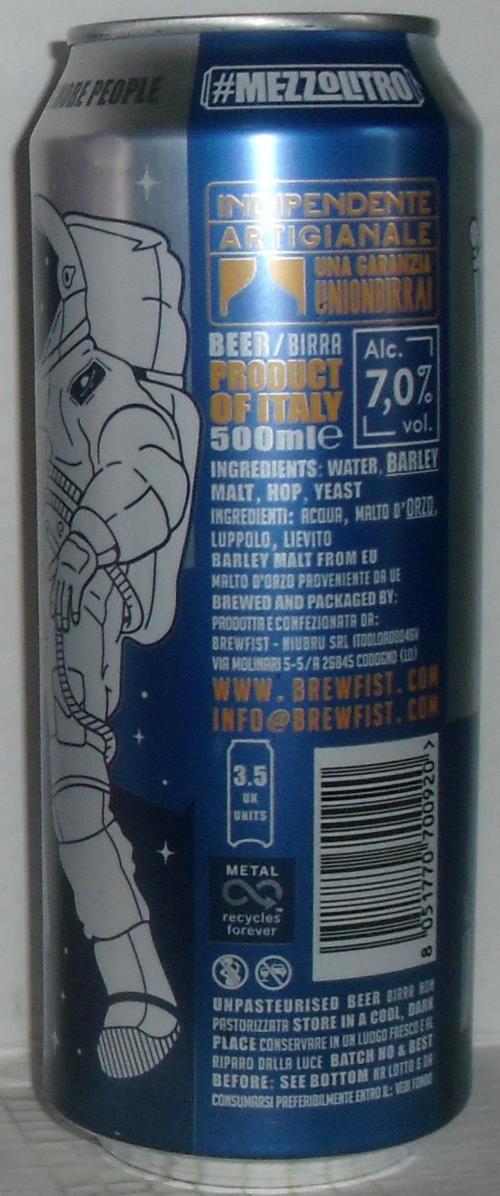 MORE PEOPLE
#MEZZOLITRO
INDIPENDENTE
ARTIGIANALE
UNA GARANZIA
UNIONBIRRAI
BEER/BIRRA
PRODUCT
OF ITALY
500ml e
Alc.
7,0%
vol.
INGREDIENTS: WATER, BARLEY
MALT, HOP, YEAST
INGREDIENTI: ACQUA, MALTO D'ORZO,
LUPPOLO, LIEVITO
BARLEY MALT FROM EU
MALTO D'ORZO PROVENIENTE DA UE
BREWED AND PACKAGED BY:
PRODOTTA E CONFEZIONATA DA:
BREWFIST - NIUBRU SRL IT00LOA00046V
VIA MOLINARI 5-5/A 26845 CODOGNO (LO)
WWW.BREWFIST.COM
INFO@BREWFIST.COM
3.5
UK
UNITS
METAL
recycles
forever
8 051770 700920 >
UNPASTEURISED BEER BIRRA NON
PASTORIZZATA STORE IN A COOL, DARK
PLACE CONSERVARE IN UN LUOGO FRESCO E AL
RIPARO DALLA LUCE BATCH NO & BEST
BEFORE: SEE BOTTOM NR LOTTO & DA
CONSUMARSI PREFERIBILMENTE ENTRO IL: VEDI FONDO